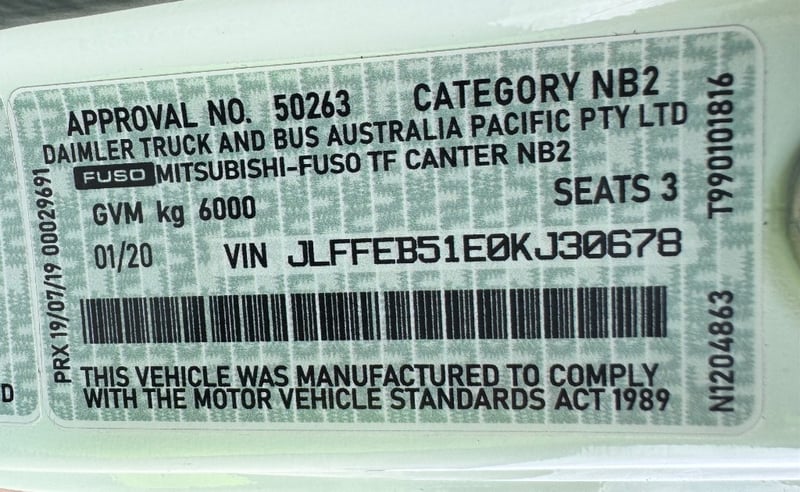 APPROVAL NO. 50263 CATEGORY NB2
DAIMLER TRUCK AND BUS AUSTRALIA PACIFIC PTY LTD
FUSO MITSUBISHI-FUSO TF CANTER NB2
GVM kg 6000 SEATS 3
01/20 VIN JLFFEB51E0KJ30678
THIS VEHICLE WAS MANUFACTURED TO COMPLY
WITH THE MOTOR VEHICLE STANDARDS ACT 1989
PRX 19/07/19 00029691
N1204863 T990101816
D